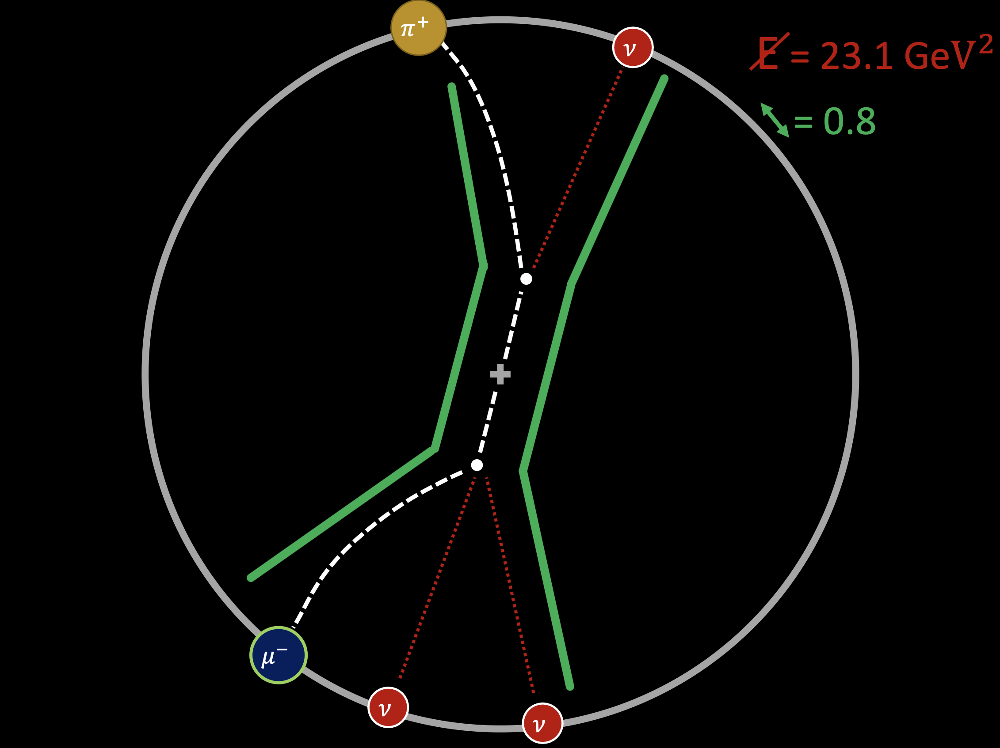 π⁺
ν
E̸ = 23.1 GeV²
= 0.8
μ⁻
ν
ν